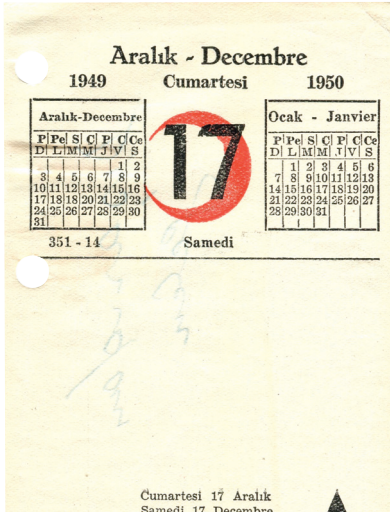 Aralık - Decembre
1949 Cumartesi 1950
Aralık-Decembre
P Pe S Ç P C Ce
D L M M J V S
1 2
3 4 5 6 7 8 9
10 11 12 13 14 15 16
17 18 19 20 21 22 23
24 25 26 27 28 29 30
31
351 - 14
17
Samedi
Ocak - Janvier
P Pe S Ç P C Ce
D L M M J V S
1 2 3 4 5 6
7 8 9 10 11 12 13
14 15 16 17 18 19 20
21 22 23 24 25 26 27
28 29 30 31
Cumartesi 17 Aralık
Samedi 17 Decembre